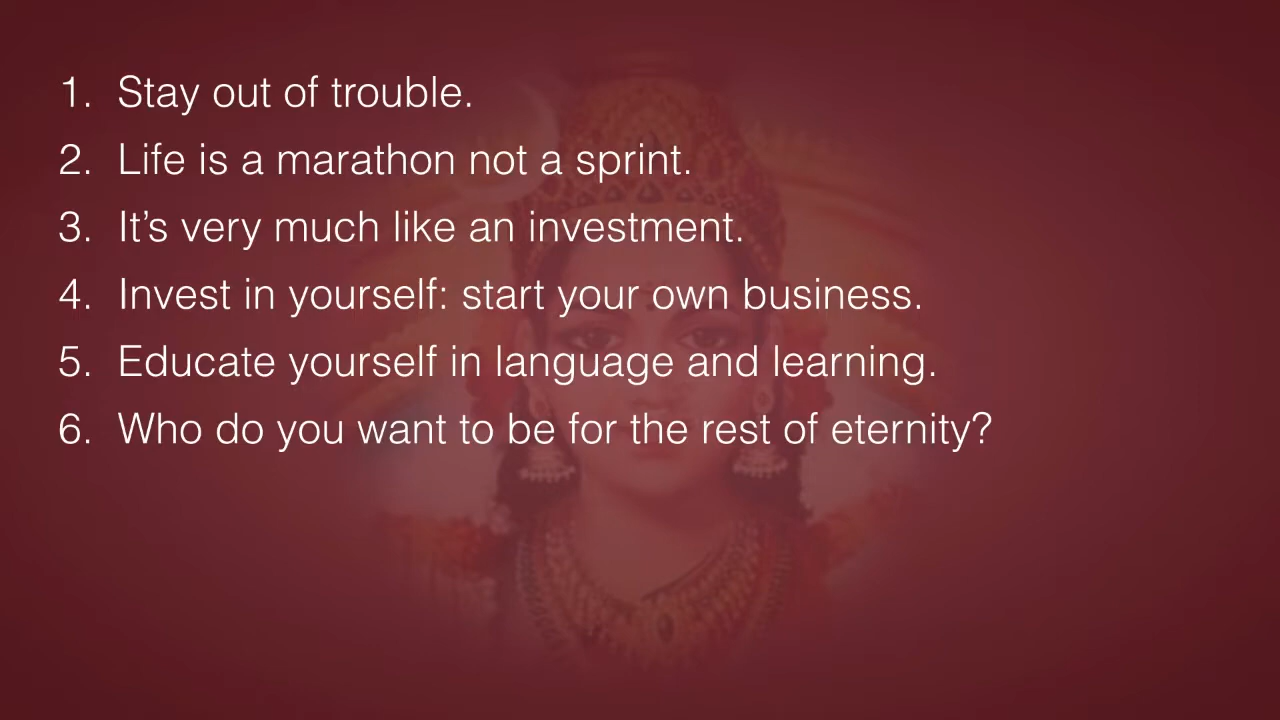 1. Stay out of trouble.
2. Life is a marathon not a sprint.
3. It’s very much like an investment.
4. Invest in yourself: start your own business.
5. Educate yourself in language and learning.
6. Who do you want to be for the rest of eternity?